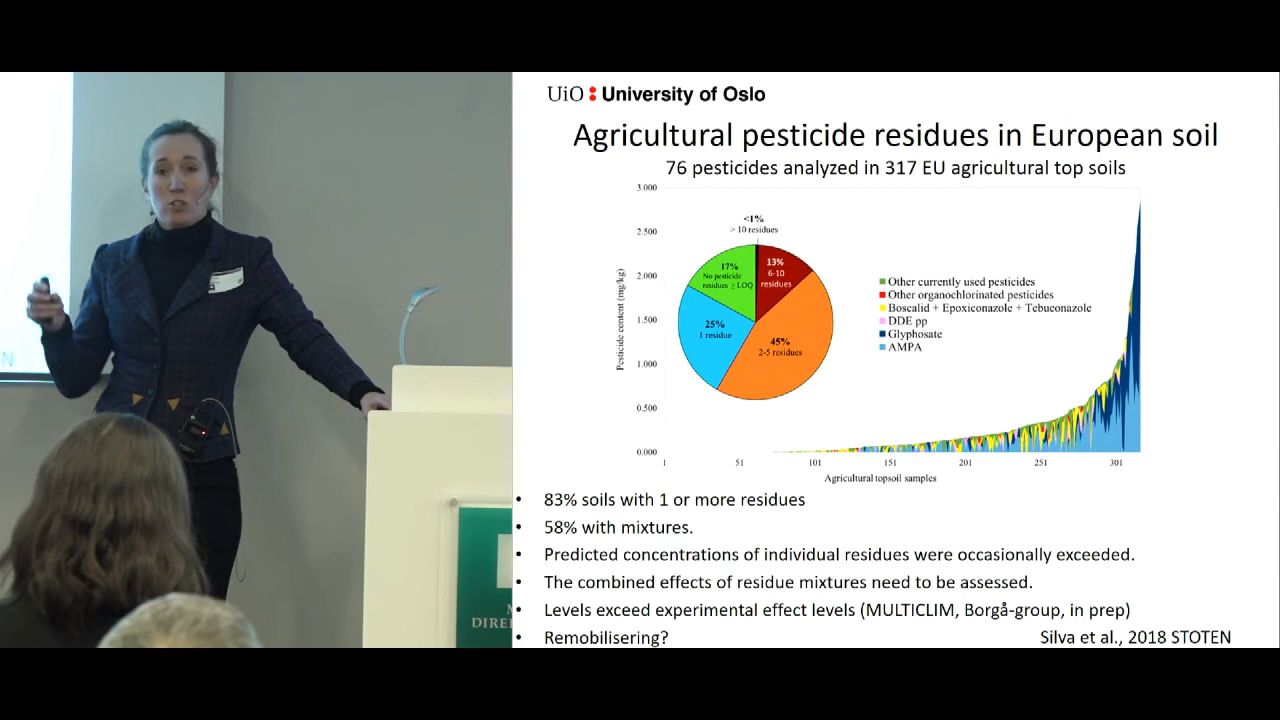 UiO : University of Oslo
Agricultural pesticide residues in European soil
76 pesticides analyzed in 317 EU agricultural top soils
3.000
2.500
2.000
1.500
1.000
0.500
0.000
Pesticide content (mg/kg)
<1%
> 10 residues
13%
6-10
residues
17%
No pesticide
residues ≥ LOQ
25%
1 residue
45%
2-5 residues
Other currently used pesticides
Other organochlorinated pesticides
Boscalid + Epoxiconazole + Tebuconazole
DDE pp
Glyphosate
AMPA
1 51 101 151 201 251 301
Agricultural topsoil samples
• 83% soils with 1 or more residues
• 58% with mixtures.
• Predicted concentrations of individual residues were occasionally exceeded.
• The combined effects of residue mixtures need to be assessed.
• Levels exceed experimental effect levels (MULTICLIM, Borgå-group, in prep)
• Remobilisering?
Silva et al., 2018 STOTEN
N
DIRE